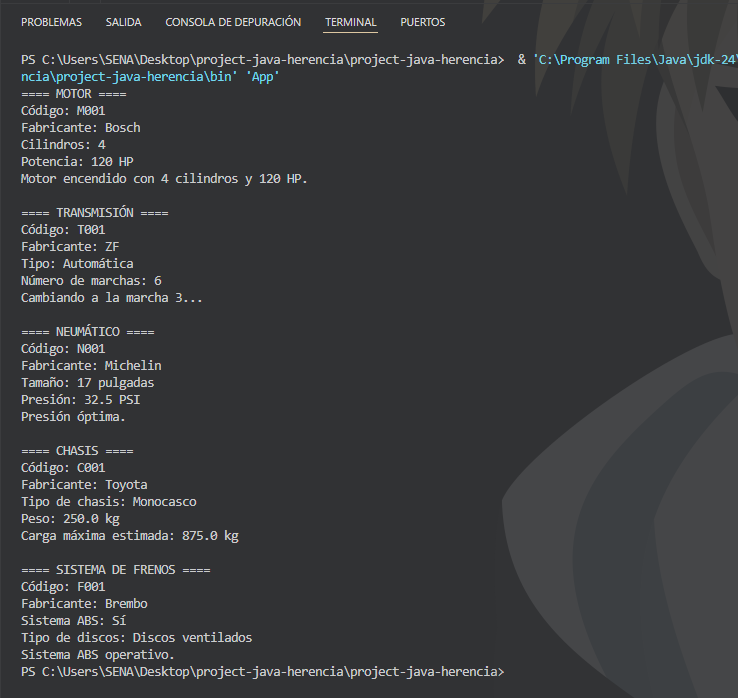 PROBLEMAS SALIDA CONSOLA DE DEPURACIÓN TERMINAL PUERTOS
PS C:\Users\SENA\Desktop\project-java-herencia\project-java-herencia>  & 'C:\Program Files\Java\jdk-24\
ncia\project-java-herencia\bin' 'App'
==== MOTOR ====
Código: M001
Fabricante: Bosch
Cilindros: 4
Potencia: 120 HP
Motor encendido con 4 cilindros y 120 HP.
==== TRANSMISIÓN ====
Código: T001
Fabricante: ZF
Tipo: Automática
Número de marchas: 6
Cambiando a la marcha 3...
==== NEUMÁTICO ====
Código: N001
Fabricante: Michelin
Tamaño: 17 pulgadas
Presión: 32.5 PSI
Presión óptima.
==== CHASIS ====
Código: C001
Fabricante: Toyota
Tipo de chasis: Monocasco
Peso: 250.0 kg
Carga máxima estimada: 875.0 kg
==== SISTEMA DE FRENOS ====
Código: F001
Fabricante: Brembo
Sistema ABS: Sí
Tipo de discos: Discos ventilados
Sistema ABS operativo.
PS C:\Users\SENA\Desktop\project-java-herencia\project-java-herencia>